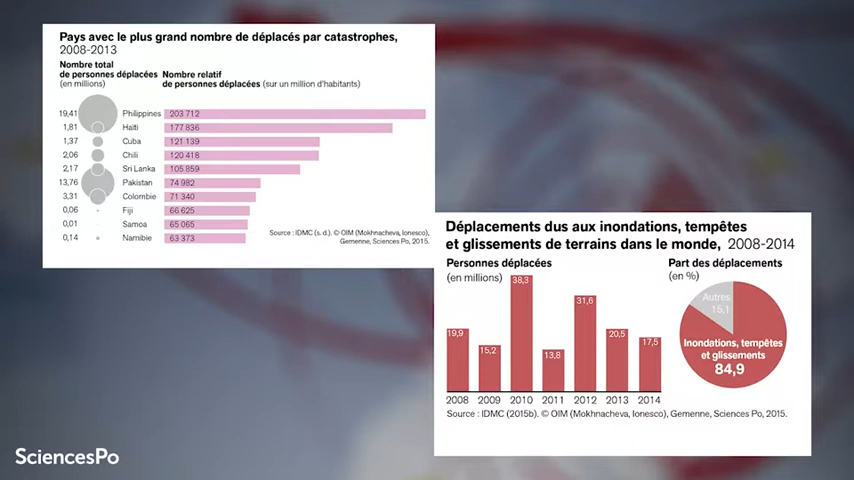 Pays avec le plus grand nombre de déplacés par catastrophes,
2008-2013
Nombre total
de personnes déplacées
(en millions)
Nombre relatif
de personnes déplacées (sur un million d'habitants)
19,41 Philippines 203 712
1,81 Haïti 177 836
1,37 Cuba 121 139
2,06 Chili 120 418
2,17 Sri Lanka 105 859
13,76 Pakistan 74 982
3,31 Colombie 71 340
0,06 Fiji 66 625
0,01 Samoa 65 065
0,14 Namibie 63 373
Source : IDMC (s. d.). © OIM (Mokhnacheva, Ionesco),
Gemenne, Sciences Po, 2015.
Déplacements dus aux inondations, tempêtes
et glissements de terrains dans le monde, 2008-2014
Personnes déplacées
(en millions)
19,9
15,2
38,3
13,8
31,6
20,5
17,5
2008 2009 2010 2011 2012 2013 2014
Part des déplacements
(en %)
Autres
15,1
Inondations, tempêtes
et glissements
84,9
Source : IDMC (2015b). © OIM (Mokhnacheva, Ionesco), Gemenne, Sciences Po, 2015.
SciencesPo